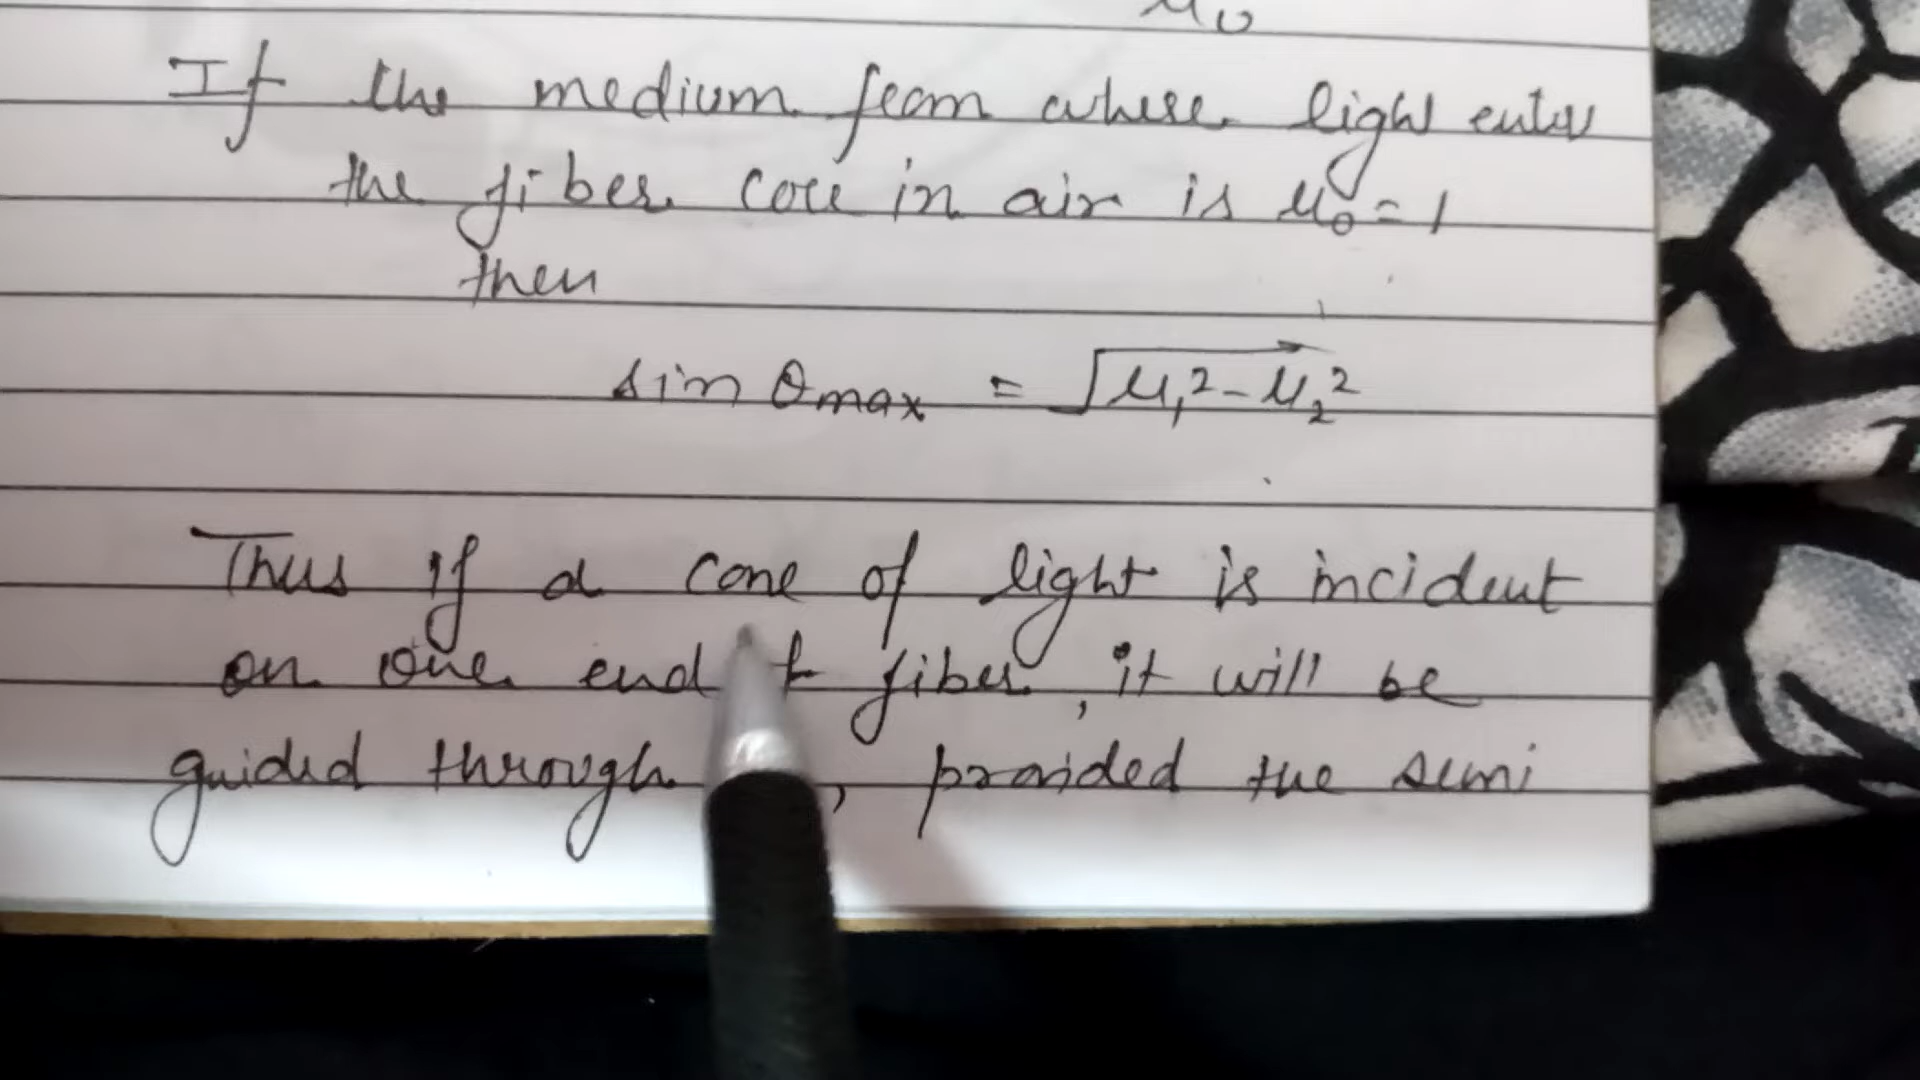 μ₀
If the medium from where light enter
the fiber core in air is μ₀ = 1
then
sin θmax = √μ₁² - μ₂²
Thus if a cone of light is incident
on one end fiber, it will be
guided through , provided the semi